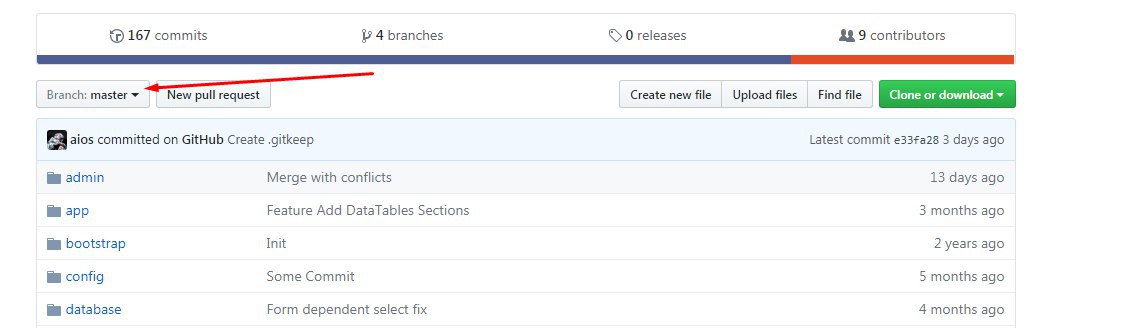 167 commits 4 branches 0 releases 9 contributors
Branch: master New pull request Create new file Upload files Find file Clone or download
aios committed on GitHub Create .gitkeep Latest commit e33fa28 3 days ago
admin Merge with conflicts 13 days ago
app Feature Add DataTables Sections 3 months ago
bootstrap Init 2 years ago
config Some Commit 5 months ago
database Form dependent select fix 4 months ago